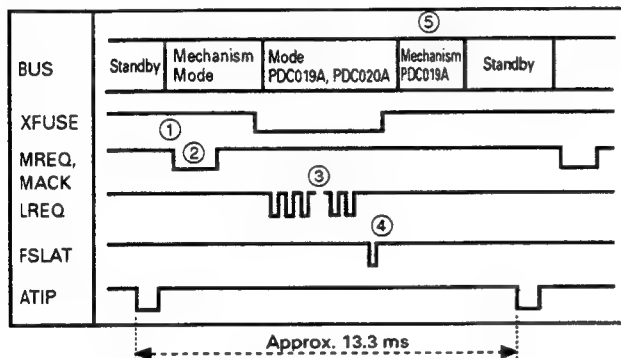 ⑤
BUS
Standby
Mechanism
Mode
Mode
PDC019A, PDC020A
Mechanism
PDC019A
Standby
XFUSE
①
MREQ,
MACK
②
LREQ
③
FSLAT
④
ATIP
Approx. 13.3 ms